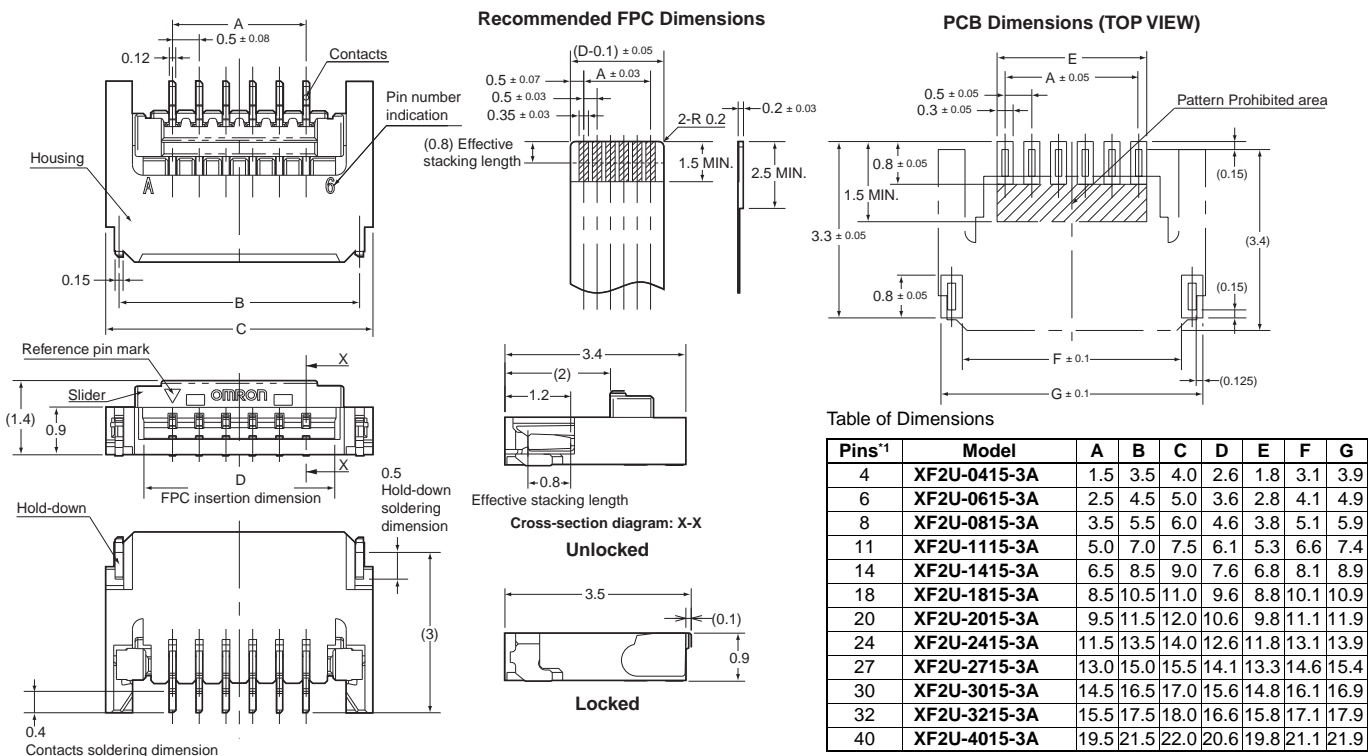 A
0.5 ± 0.08
0.12
Contacts
Pin number
indication
Housing
A
6
0.15
B
C
Reference pin mark
X
Slider
OMRON
(1.4)
0.9
X
D
FPC insertion dimension
0.5
Hold-down
soldering
dimension
Hold-down
(3)
0.4
Contacts soldering dimension
Recommended FPC Dimensions
(D-0.1) ± 0.05
0.5 ± 0.07
A ± 0.03
0.5 ± 0.03
0.35 ± 0.03
0.2 ± 0.03
2-R 0.2
(0.8) Effective
stacking length
1.5 MIN.
2.5 MIN.
3.4
(2)
1.2
0.8
Effective stacking length
Cross-section diagram: X-X
Unlocked
3.5
(0.1)
0.9
Locked
PCB Dimensions (TOP VIEW)
E
A ± 0.05
0.5 ± 0.05
0.3 ± 0.05
Pattern Prohibited area
0.8 ± 0.05
(0.15)
1.5 MIN.
3.3 ± 0.05
(3.4)
0.8 ± 0.05
(0.15)
F ± 0.1
(0.125)
G ± 0.1
Table of Dimensions
Pins*1 Model A B C D E F G
4 XF2U-0415-3A 1.5 3.5 4.0 2.6 1.8 3.1 3.9
6 XF2U-0615-3A 2.5 4.5 5.0 3.6 2.8 4.1 4.9
8 XF2U-0815-3A 3.5 5.5 6.0 4.6 3.8 5.1 5.9
11 XF2U-1115-3A 5.0 7.0 7.5 6.1 5.3 6.6 7.4
14 XF2U-1415-3A 6.5 8.5 9.0 7.6 6.8 8.1 8.9
18 XF2U-1815-3A 8.5 10.5 11.0 9.6 8.8 10.1 10.9
20 XF2U-2015-3A 9.5 11.5 12.0 10.6 9.8 11.1 11.9
24 XF2U-2415-3A 11.5 13.5 14.0 12.6 11.8 13.1 13.9
27 XF2U-2715-3A 13.0 15.0 15.5 14.1 13.3 14.6 15.4
30 XF2U-3015-3A 14.5 16.5 17.0 15.6 14.8 16.1 16.9
32 XF2U-3215-3A 15.5 17.5 18.0 16.6 15.8 17.1 17.9
40 XF2U-4015-3A 19.5 21.5 22.0 20.6 19.8 21.1 21.9